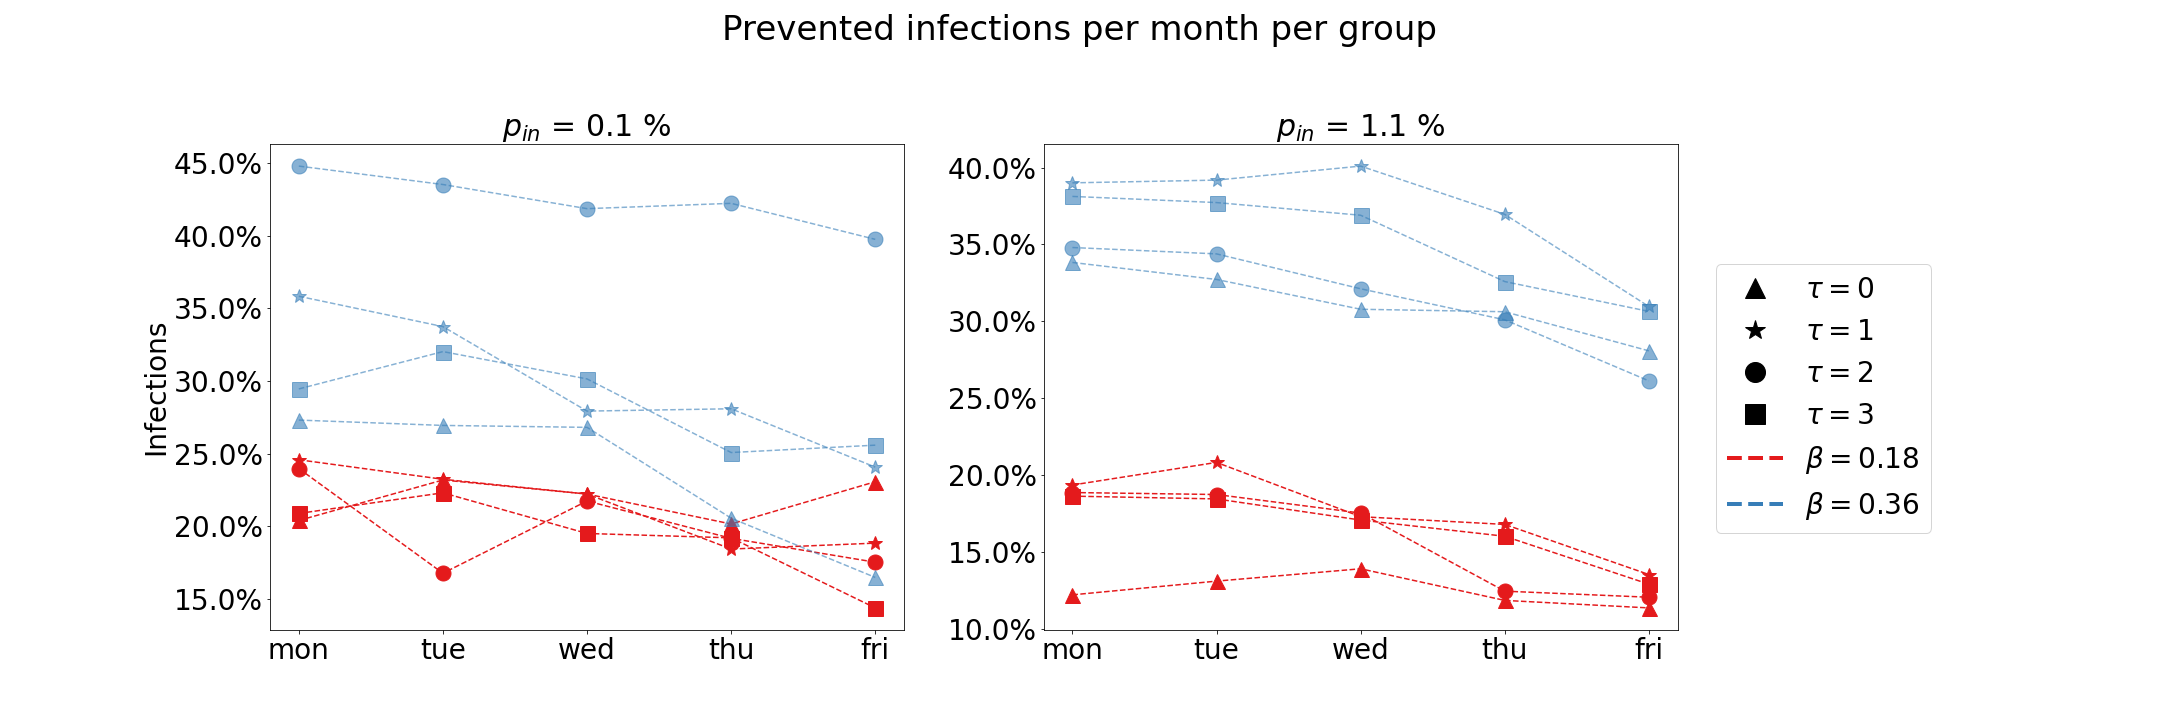 Prevented infections per month per group
p_in = 0.1 %
45.0%
40.0%
35.0%
30.0%
25.0%
20.0%
15.0%
Infections
mon tue wed thu fri
p_in = 1.1 %
40.0%
35.0%
30.0%
25.0%
20.0%
15.0%
10.0%
mon tue wed thu fri
τ = 0
τ = 1
τ = 2
τ = 3
β = 0.18
β = 0.36